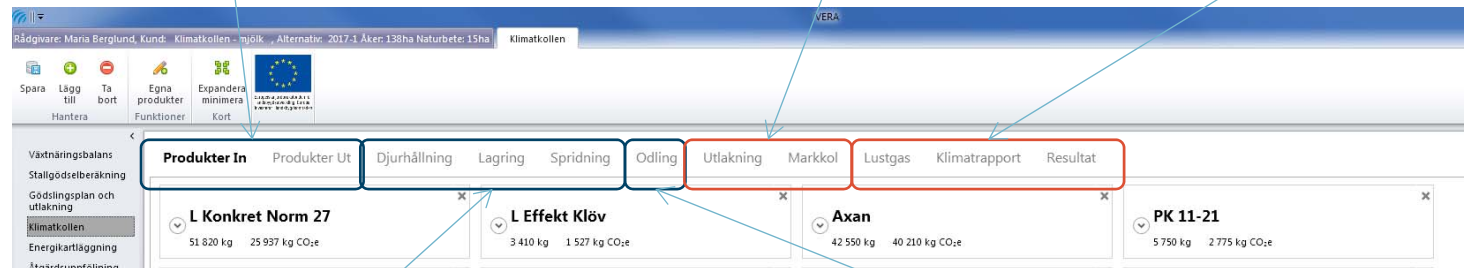 VERA
Rådgivare: Maria Berglund, Kund: Klimatkollen - mjölk , Alternativ: 2017-1 Åker: 138ha Naturbete: 15ha Klimatkollen
Spara Lägg till Ta bort Egna produkter Expandera minimera
Hantera Funktioner Kort
Växtnäringsbalans
Stallgödselberäkning
Gödslingsplan och
utlakning
Klimatkollen
Energikartläggning
Åtgärdsuppföljning
Produkter In Produkter Ut Djurhållning Lagring Spridning Odling Utlakning Markkol Lustgas Klimatrapport Resultat
L Konkret Norm 27 L Effekt Klöv Axan PK 11-21
51 820 kg 25 937 kg CO₂e 3 410 kg 1 527 kg CO₂e 42 550 kg 40 210 kg CO₂e 5 750 kg 2 775 kg CO₂e